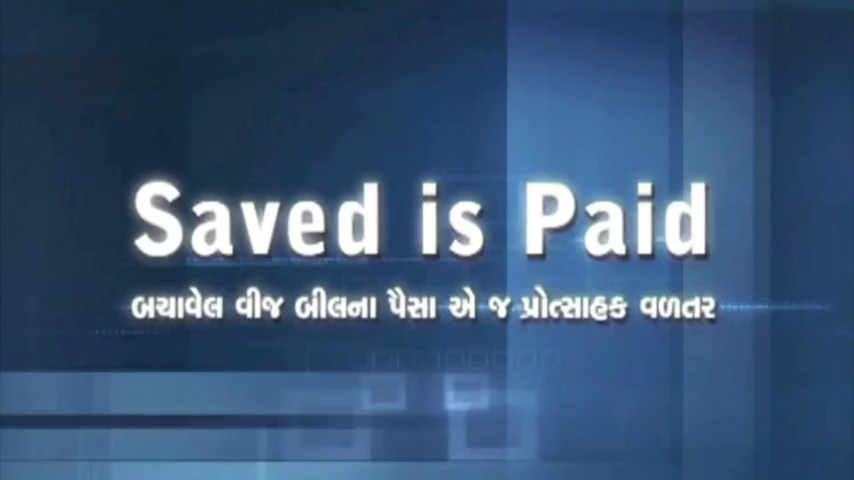 Saved is Paid
બચાવેલ વીજ બીલના પૈસા એ જ પ્રોત્સાહક વળતર